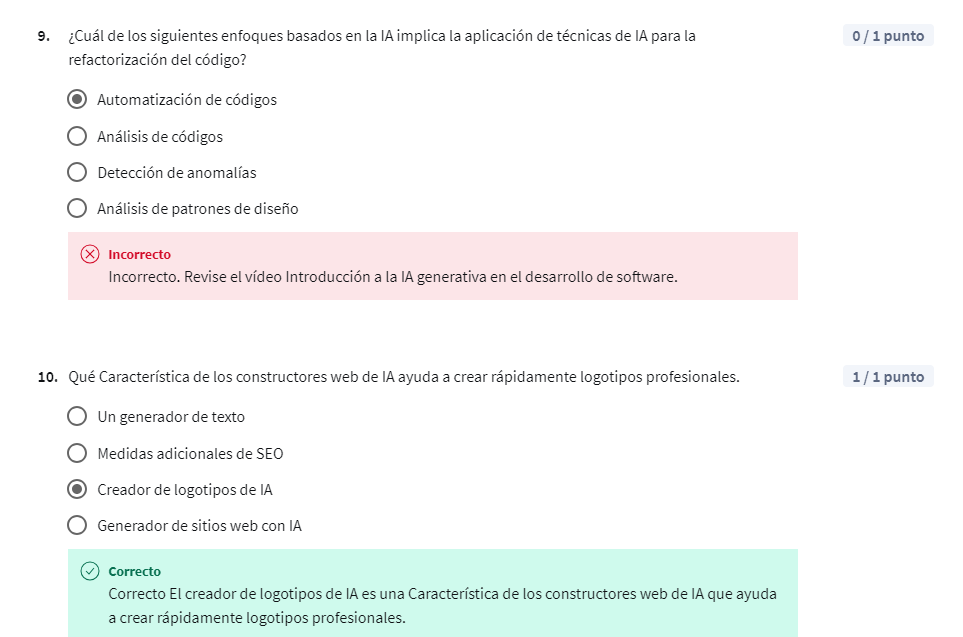 9. ¿Cuál de los siguientes enfoques basados en la IA implica la aplicación de técnicas de IA para la
0 / 1 punto
refactorización del código?
Automatización de códigos
Análisis de códigos
Detección de anomalías
Análisis de patrones de diseño
Incorrecto
Incorrecto. Revise el vídeo Introducción a la IA generativa en el desarrollo de software.
10. Qué Característica de los constructores web de IA ayuda a crear rápidamente logotipos profesionales.
1 / 1 punto
Un generador de texto
Medidas adicionales de SEO
Creador de logotipos de IA
Generador de sitios web con IA
Correcto
Correcto El creador de logotipos de IA es una Característica de los constructores web de IA que ayuda
a crear rápidamente logotipos profesionales.